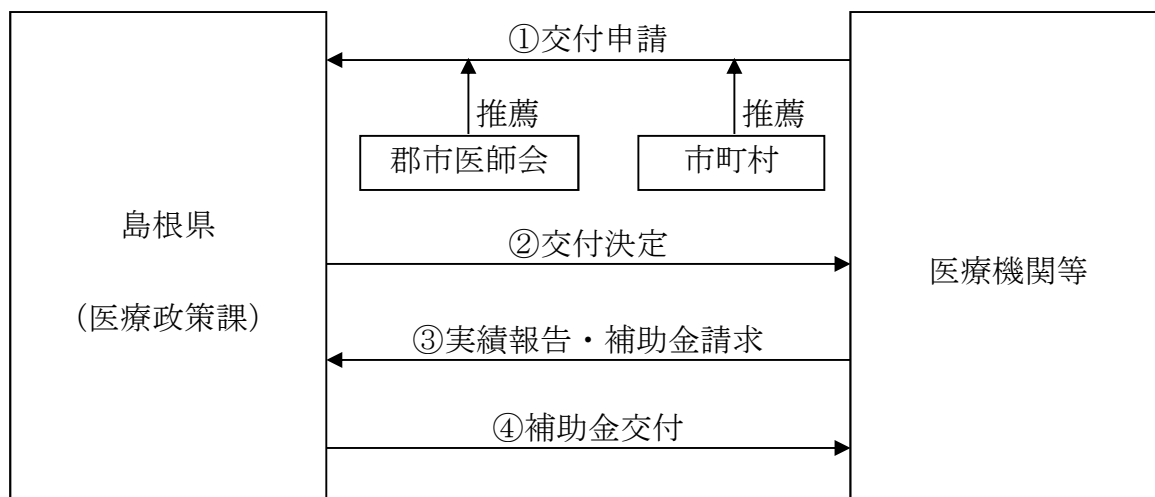 ①交付申請
推薦
推薦
郡市医師会
市町村
島根県
（医療政策課）
②交付決定
医療機関等
③実績報告・補助金請求
④補助金交付